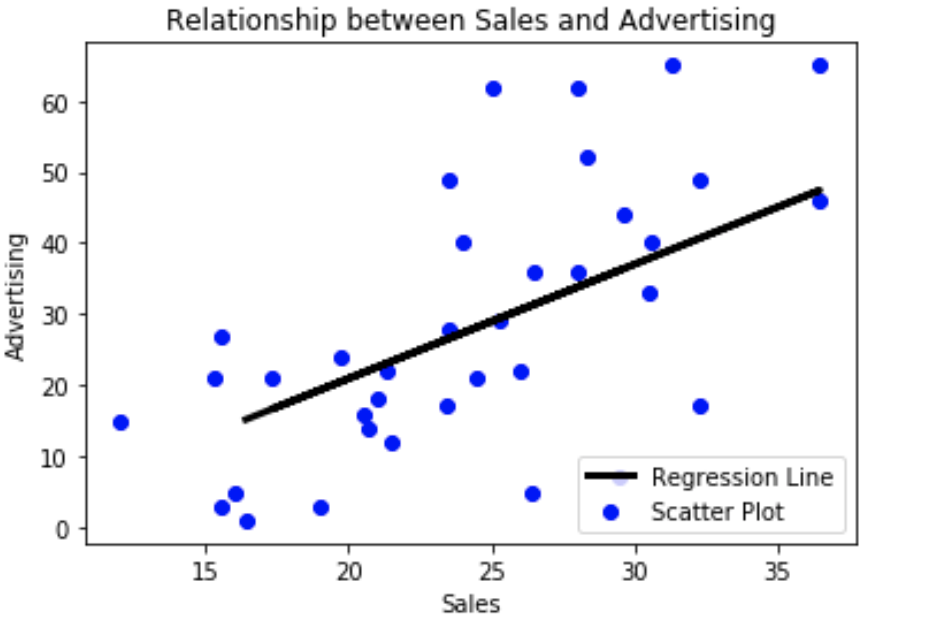 Relationship between Sales and Advertising
60
50
40
30
20
10
0
Advertising
15 20 25 30 35
Sales
Regression Line
Scatter Plot